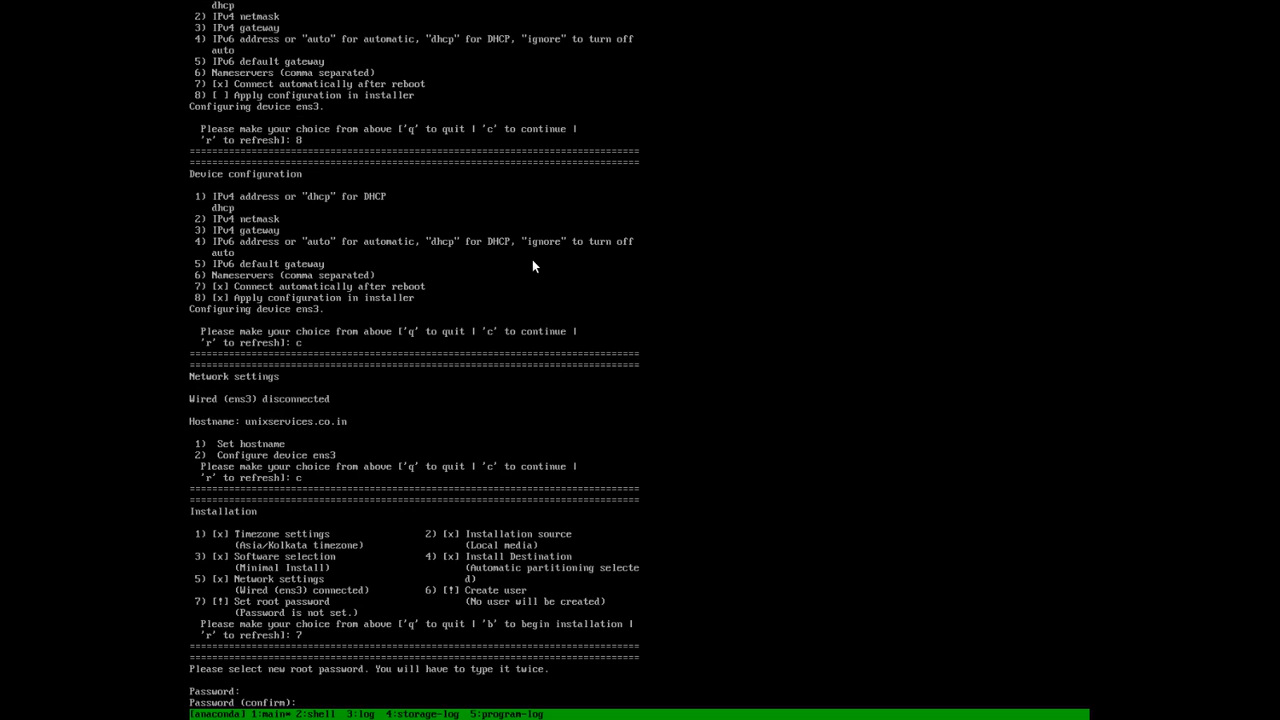 dhcp
2) IPv4 netmask
3) IPv4 gateway
4) IPv6 address or "auto" for automatic, "dhcp" for DHCP, "ignore" to turn off
auto
5) IPv6 default gateway
6) Nameservers (comma separated)
7) [x] Connect automatically after reboot
8) [ ] Apply configuration in installer
Configuring device ens3.
Please make your choice from above ['q' to quit | 'c' to continue |
'r' to refresh]: 8
================================================================================
================================================================================
Device configuration
1) IPv4 address or "dhcp" for DHCP
dhcp
2) IPv4 netmask
3) IPv4 gateway
4) IPv6 address or "auto" for automatic, "dhcp" for DHCP, "ignore" to turn off
auto
5) IPv6 default gateway
6) Nameservers (comma separated)
7) [x] Connect automatically after reboot
8) [x] Apply configuration in installer
Configuring device ens3.
Please make your choice from above ['q' to quit | 'c' to continue |
'r' to refresh]: c
================================================================================
================================================================================
Network settings
Wired (ens3) disconnected
Hostname: unixservices.co.in
1) Set hostname
2) Configure device ens3
Please make your choice from above ['q' to quit | 'c' to continue |
'r' to refresh]: c
================================================================================
================================================================================
Installation
1) [x] Timezone settings 2) [x] Installation source
(Asia/Kolkata timezone) (Local media)
3) [x] Software selection 4) [x] Install Destination
(Minimal Install) (Automatic partitioning selecte
5) [x] Network settings d)
(Wired (ens3) connected) 6) [!] Create user
7) [!] Set root password (No user will be created)
(Password is not set.)
Please make your choice from above ['q' to quit | 'b' to begin installation |
'r' to refresh]: 7
================================================================================
================================================================================
Please select new root password. You will have to type it twice.
Password:
Password (confirm):
[anaconda] 1:main* 2:shell 3:log 4:storage-log 5:program-log